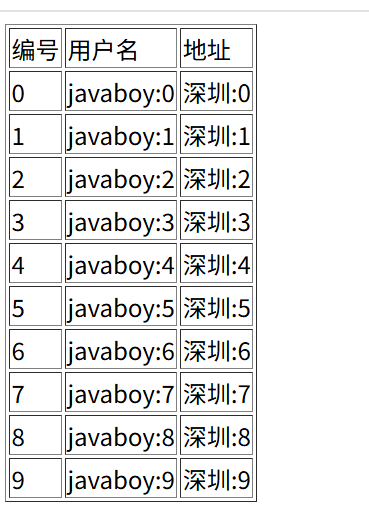 编号 用户名 地址
0 javaboy:0 深圳:0
1 javaboy:1 深圳:1
2 javaboy:2 深圳:2
3 javaboy:3 深圳:3
4 javaboy:4 深圳:4
5 javaboy:5 深圳:5
6 javaboy:6 深圳:6
7 javaboy:7 深圳:7
8 javaboy:8 深圳:8
9 javaboy:9 深圳:9